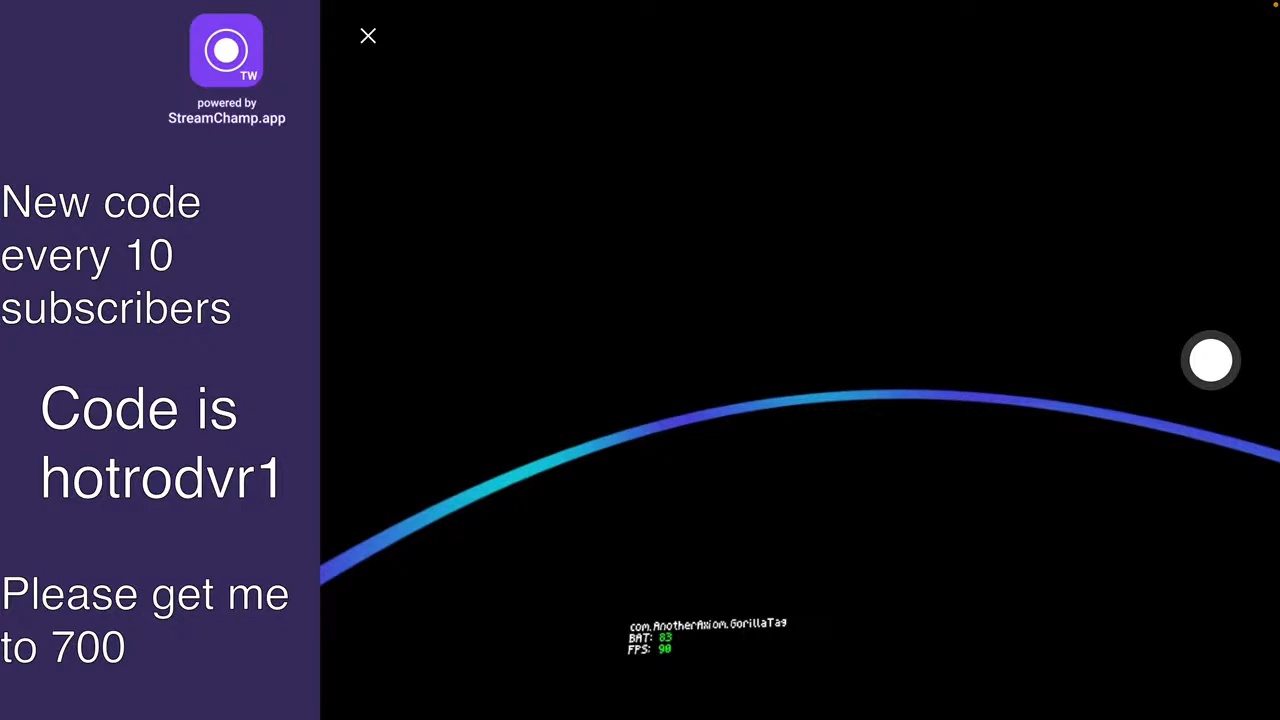 TW
powered by
StreamChamp.app
New code
every 10
subscribers
Code is
hotrodvr1
Please get me
to 700
com.AnotherAxiom.GorillaTag
BAT: 83
FPS: 90